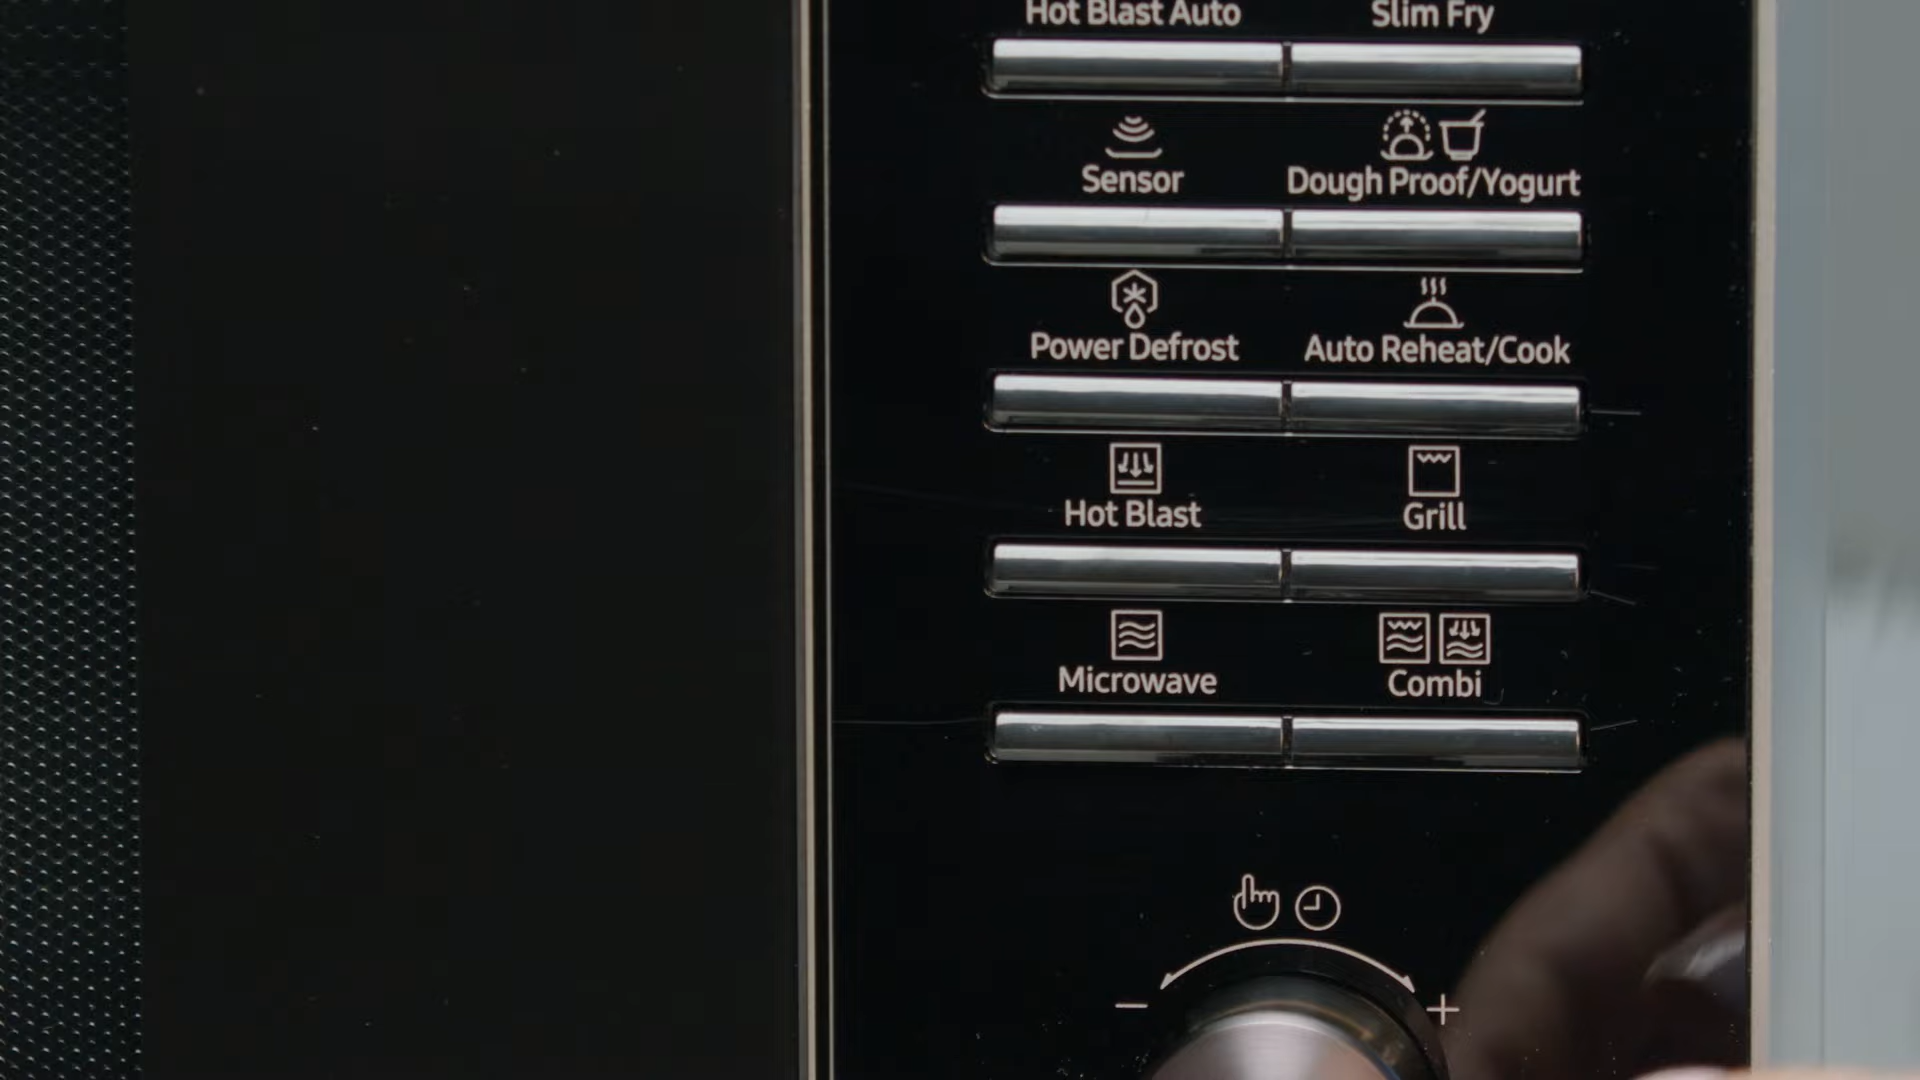 Hot Blast Auto
Slim Fry
Sensor
Dough Proof/Yogurt
Power Defrost
Auto Reheat/Cook
Hot Blast
Grill
Microwave
Combi
− +